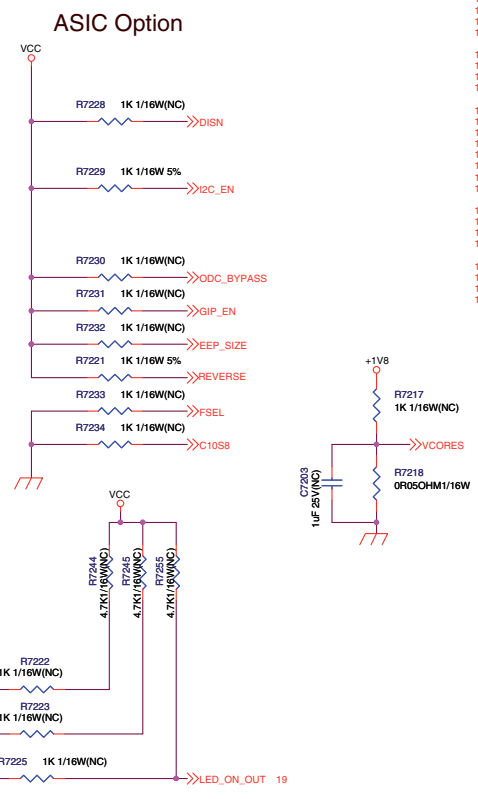 ASIC Option
VCC
R7228 1K 1/16W(NC)
DISN
R7229 1K 1/16W 5%
I2C_EN
R7230 1K 1/16W(NC)
ODC_BYPASS
R7231 1K 1/16W(NC)
GIP_EN
R7232 1K 1/16W(NC)
EEP_SIZE
R7221 1K 1/16W 5%
REVERSE
R7233 1K 1/16W(NC)
FSEL
R7234 1K 1/16W(NC)
C10S8
+1V8
R7217
1K 1/16W(NC)
VCORES
R7218
0R05OHM1/16W
C7203
1uF 25V(NC)
VCC
R7244
4.7K1/16W(NC)
R7245
4.7K1/16W(NC)
R7255
4.7K1/16W(NC)
R7222
1K 1/16W(NC)
R7223
1K 1/16W(NC)
R7225 1K 1/16W(NC)
LED_ON_OUT 19